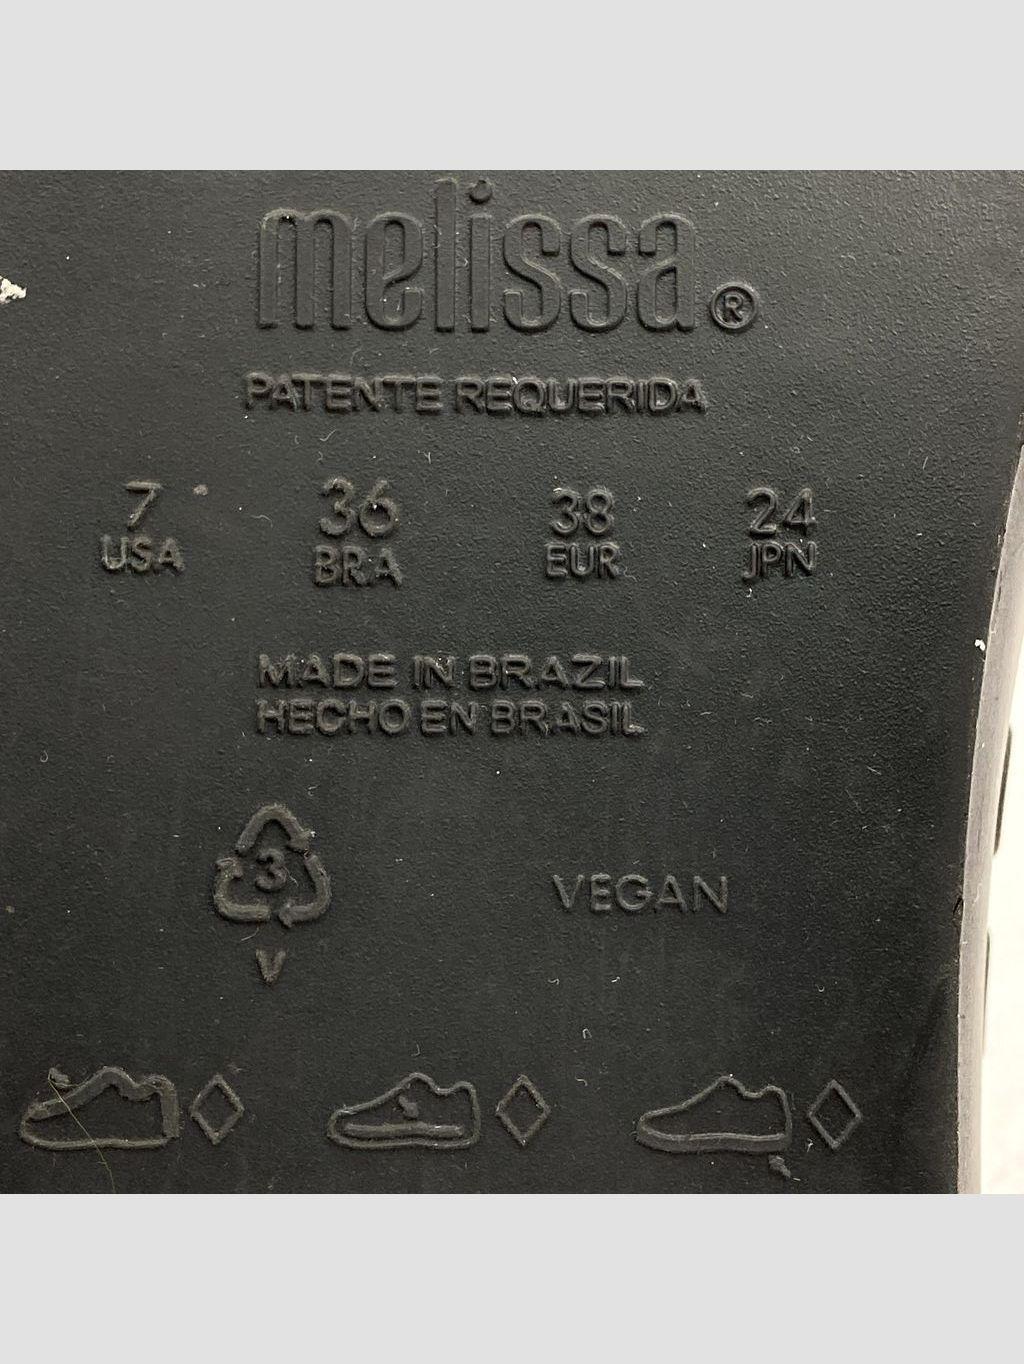 melissa®
PATENTE REQUERIDA
7 36 38 24
USA BRA EUR JPN
MADE IN BRAZIL
HECHO EN BRASIL
3
V
VEGAN